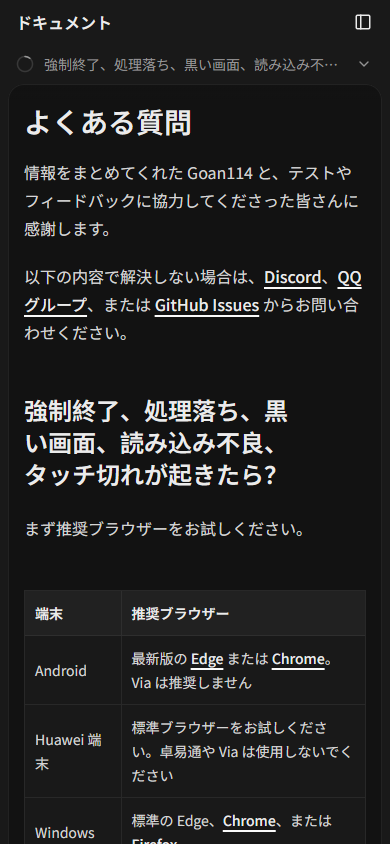 ドキュメント
強制終了、処理落ち、黒い画面、読み込み不…
よくある質問
情報をまとめてくれた Goan114 と、テストや
フィードバックに協力してくださった皆さんに
感謝します。
以下の内容で解決しない場合は、Discord、QQ
グループ、または GitHub Issues からお問い合
わせください。
強制終了、処理落ち、黒
い画面、読み込み不良、
タッチ切れが起きたら?
まず推奨ブラウザーをお試しください。
端末
推奨ブラウザー
Android
最新版の Edge または Chrome。
Via は推奨しません
Huawei 端
末
標準ブラウザーをお試しくださ
い。卓易通や Via は使用しないでく
ださい
Windows
標準の Edge、Chrome、または
Firefox